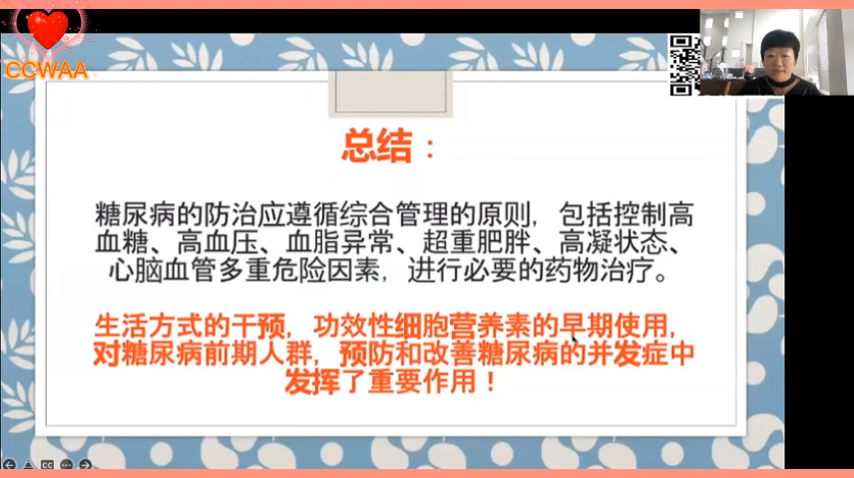 CCWAA
总结：
糖尿病的防治应遵循综合管理的原则，包括控制高
血糖、高血压、血脂异常、超重肥胖、高凝状态、
心脑血管多重危险因素，进行必要的药物治疗。
生活方式的干预，功效性细胞营养素的早期使用，
对糖尿病前期人群，预防和改善糖尿病的并发症中
发挥了重要作用！
CC